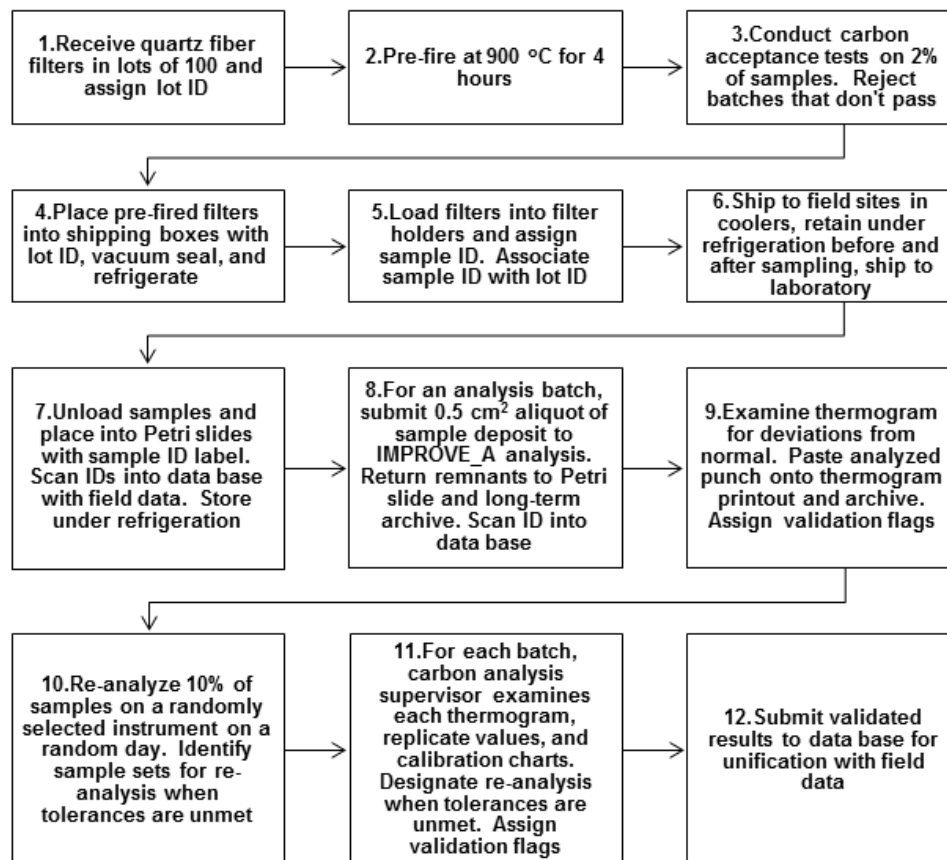 1.Receive quartz fiber
filters in lots of 100 and
assign lot ID
2.Pre-fire at 900 °C for 4
hours
3.Conduct carbon
acceptance tests on 2%
of samples.  Reject
batches that don't pass
4.Place pre-fired filters
into shipping boxes with
lot ID, vacuum seal, and
refrigerate
5.Load filters into filter
holders and assign
sample ID.  Associate
sample ID with lot ID
6.Ship to field sites in
coolers, retain under
refrigeration before and
after sampling, ship to
laboratory
7.Unload samples and
place into Petri slides
with sample ID label.
Scan IDs into data base
with field data.  Store
under refrigeration
8.For an analysis batch,
submit 0.5 cm² aliquot of
sample deposit to
IMPROVE_A analysis.
Return remnants to Petri
slide and long-term
archive. Scan ID into
data base
9.Examine thermogram
for deviations from
normal.  Paste analyzed
punch onto thermogram
printout and archive.
Assign validation flags
10.Re-analyze 10% of
samples on a randomly
selected instrument on a
random day.  Identify
sample sets for re-
analysis when
tolerances are unmet
11.For each batch,
carbon analysis
supervisor examines
each thermogram,
replicate values, and
calibration charts.
Designate re-analysis
when tolerances are
unmet.  Assign
validation flags
12.Submit validated
results to data base for
unification with field
data